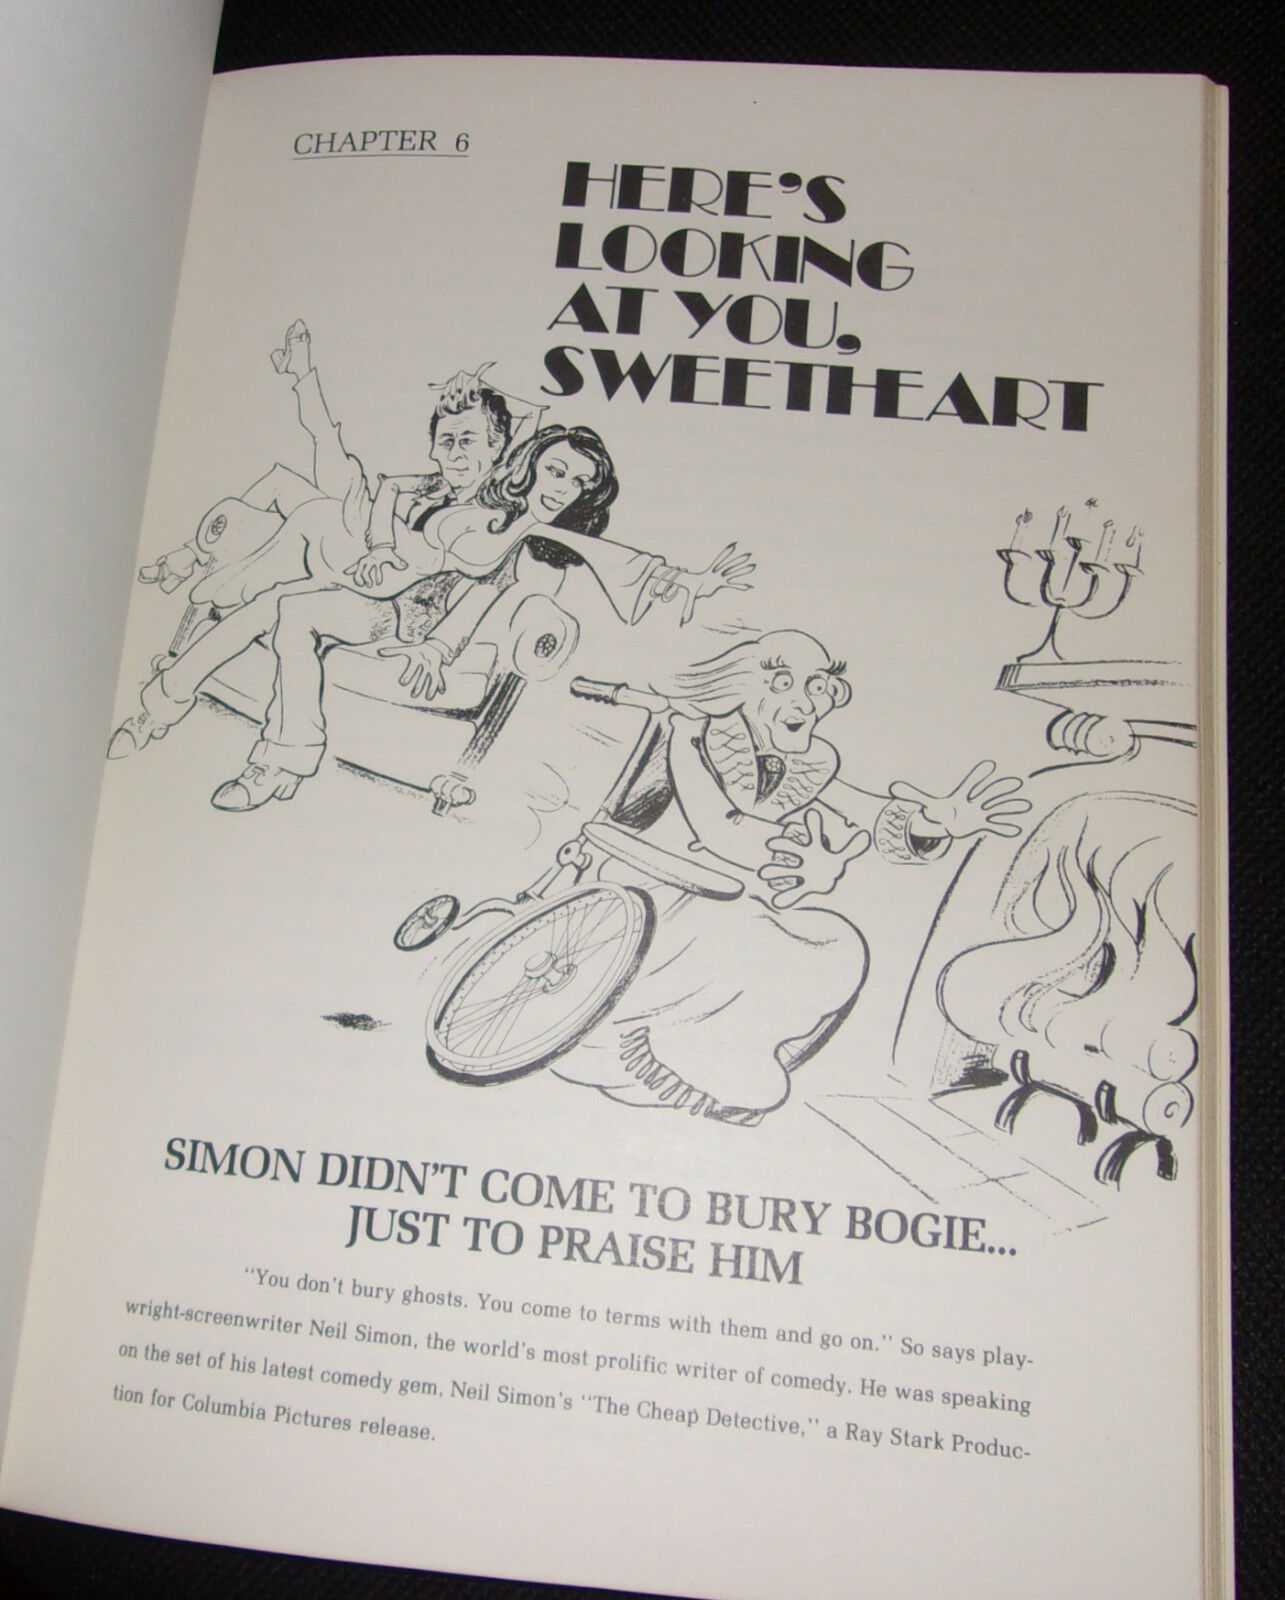 CHAPTER 6
HERE'S
LOOKING
AT YOU,
SWEETHEART
SIMON DIDN'T COME TO BURY BOGIE...
JUST TO PRAISE HIM
"You don't bury ghosts. You come to terms with them and go on." So says play-
wright-screenwriter Neil Simon, the world's most prolific writer of comedy. He was speaking
on the set of his latest comedy gem, Neil Simon's "The Cheap Detective," a Ray Stark Produc-
tion for Columbia Pictures release.